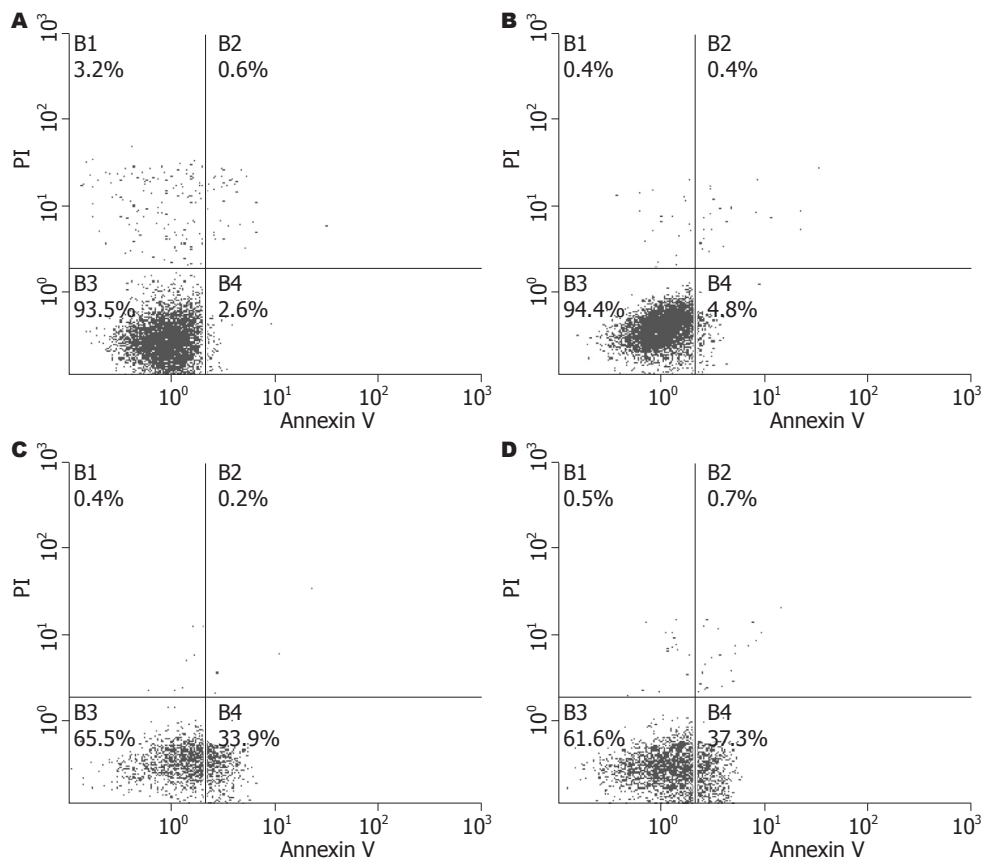 A
10^3
B1
3.2%
B2
0.6%
10^2
PI
10^1
10^0
B3
93.5%
B4
2.6%
10^0 10^1 10^2 10^3
Annexin V
B
10^3
B1
0.4%
B2
0.4%
10^2
PI
10^1
10^0
B3
94.4%
B4
4.8%
10^0 10^1 10^2 10^3
Annexin V
C
10^3
B1
0.4%
B2
0.2%
10^2
PI
10^1
10^0
B3
65.5%
B4
33.9%
10^0 10^1 10^2 10^3
Annexin V
D
10^3
B1
0.5%
B2
0.7%
10^2
PI
10^1
10^0
B3
61.6%
B4
37.3%
10^0 10^1 10^2 10^3
Annexin V